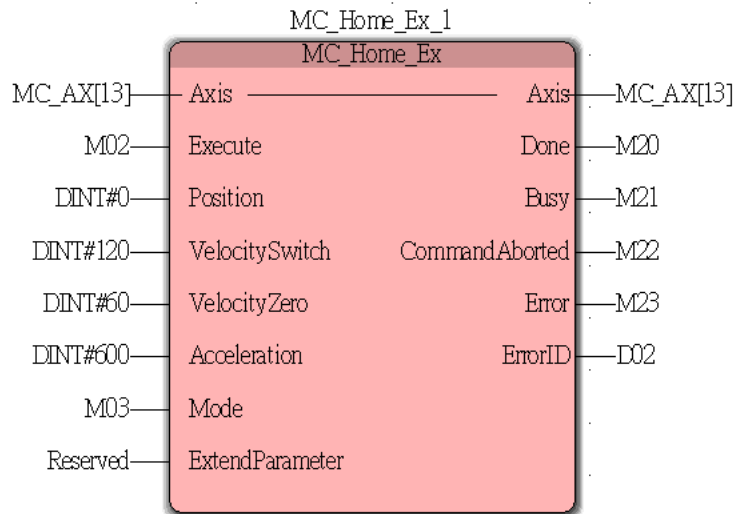 MC_Home_Ex_1
MC_Home_Ex
MC_AX[13] Axis Axis MC_AX[13]
M02 Execute Done M20
DINT#0 Position Busy M21
DINT#120 VelocitySwitch CommandAborted M22
DINT#60 VelocityZero Error M23
DINT#600 Acceleration ErrorID D02
M03 Mode
Reserved ExtendParameter